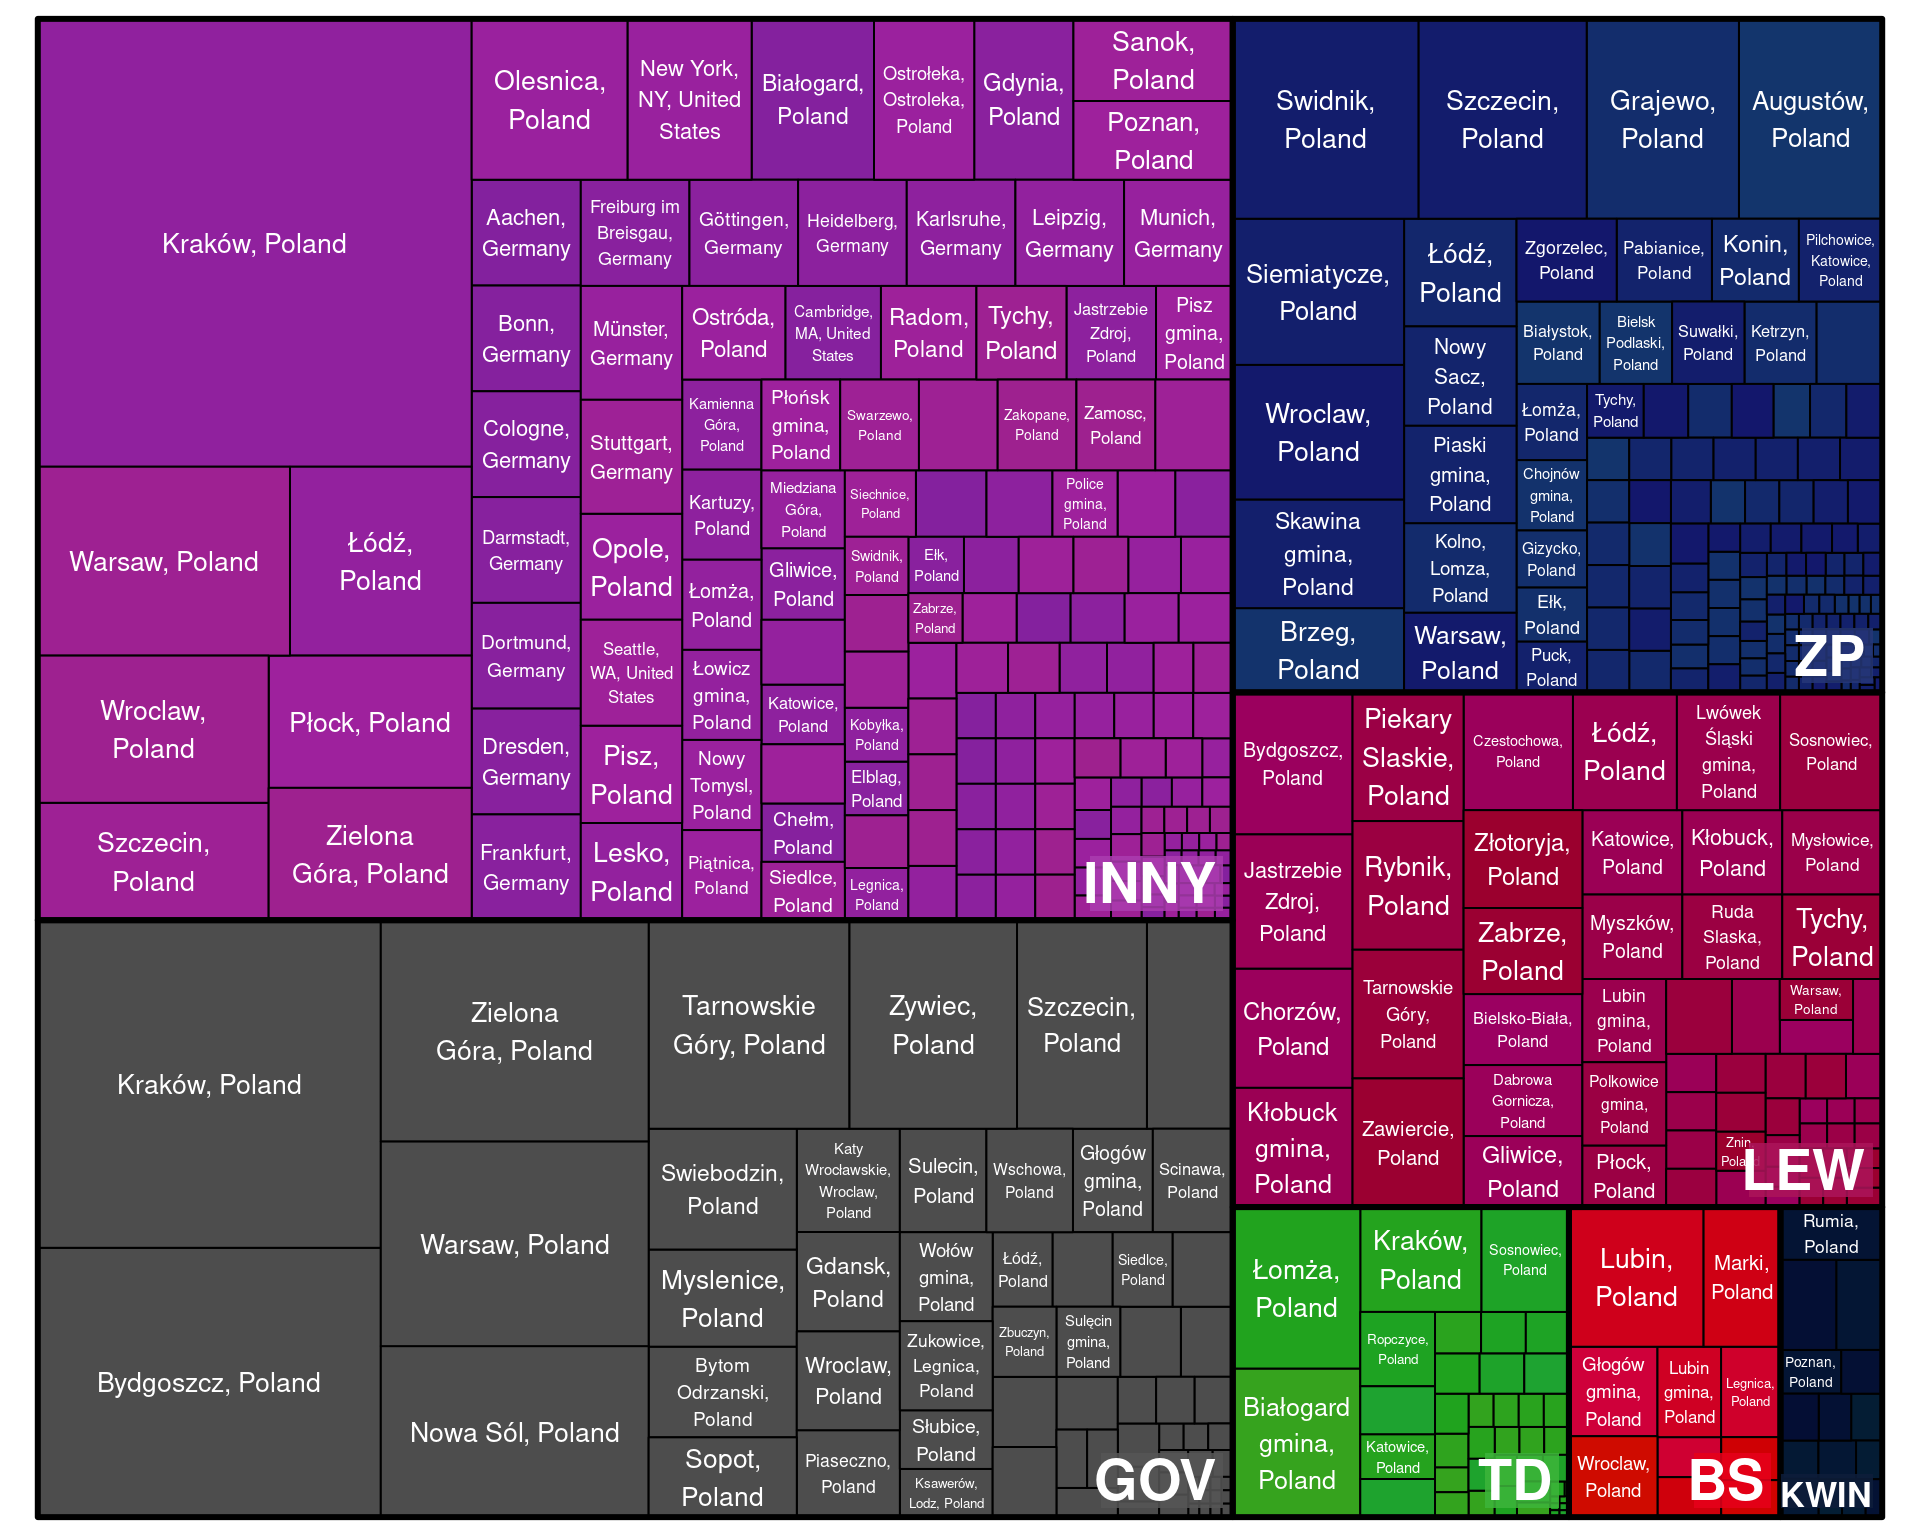 Kraków, Poland
Warsaw, Poland
Łódź,
Poland
Wroclaw,
Poland
Płock, Poland
Szczecin,
Poland
Zielona
Góra, Poland
Olesnica,
Poland
New York,
NY, United
States
Białogard,
Poland
Ostrołeka,
Ostroleka,
Poland
Gdynia,
Poland
Sanok,
Poland
Poznan,
Poland
Aachen,
Germany
Freiburg im
Breisgau,
Germany
Göttingen,
Germany
Heidelberg,
Germany
Karlsruhe,
Germany
Leipzig,
Germany
Munich,
Germany
Bonn,
Germany
Cologne,
Germany
Darmstadt,
Germany
Dortmund,
Germany
Dresden,
Germany
Frankfurt,
Germany
Münster,
Germany
Stuttgart,
Germany
Opole,
Poland
Seattle,
WA, United
States
Pisz,
Poland
Lesko,
Poland
Ostróda,
Poland
Cambridge,
MA, United
States
Radom,
Poland
Tychy,
Poland
Jastrzebie
Zdroj,
Poland
Pisz
gmina,
Poland
Kamienna
Góra,
Poland
Kartuzy,
Poland
Łomża,
Poland
Łowicz
gmina,
Poland
Nowy
Tomysl,
Poland
Piątnica,
Poland
Płońsk
gmina,
Poland
Swarzewo,
Poland
Zakopane,
Poland
Zamosc,
Poland
Miedziana
Góra,
Poland
Gliwice,
Poland
Katowice,
Poland
Chełm,
Poland
Siedlce,
Poland
Siechnice,
Poland
Police
gmina,
Poland
Swidnik,
Poland
Ełk,
Poland
Zabrze,
Poland
Kobyłka,
Poland
Elblag,
Poland
Legnica,
Poland
INNY
Swidnik,
Poland
Szczecin,
Poland
Grajewo,
Poland
Augustów,
Poland
Siemiatycze,
Poland
Wroclaw,
Poland
Skawina
gmina,
Poland
Brzeg,
Poland
Łódź,
Poland
Nowy
Sacz,
Poland
Piaski
gmina,
Poland
Kolno,
Lomza,
Poland
Warsaw,
Poland
Zgorzelec,
Poland
Pabianice,
Poland
Konin,
Poland
Pilchowice,
Katowice,
Poland
Białystok,
Poland
Bielsk
Podlaski,
Poland
Suwałki,
Poland
Ketrzyn,
Poland
Łomża,
Poland
Tychy,
Poland
Chojnów
gmina,
Poland
Gizycko,
Poland
Ełk,
Poland
Puck,
Poland
ZP
Bydgoszcz,
Poland
Jastrzebie
Zdroj,
Poland
Chorzów,
Poland
Kłobuck
gmina,
Poland
Piekary
Slaskie,
Poland
Rybnik,
Poland
Tarnowskie
Góry,
Poland
Zawiercie,
Poland
Czestochowa,
Poland
Łódź,
Poland
Lwówek
Śląski
gmina,
Poland
Sosnowiec,
Poland
Złotoryja,
Poland
Zabrze,
Poland
Bielsko-Biała,
Poland
Dabrowa
Gornicza,
Poland
Gliwice,
Poland
Katowice,
Poland
Kłobuck,
Poland
Mysłowice,
Poland
Myszków,
Poland
Ruda
Slaska,
Poland
Tychy,
Poland
Lubin
gmina,
Poland
Polkowice
gmina,
Poland
Płock,
Poland
Warsaw,
Poland
Znin,
Poland
LEW
Kraków, Poland
Bydgoszcz, Poland
Zielona
Góra, Poland
Warsaw, Poland
Nowa Sól, Poland
Tarnowskie
Góry, Poland
Zywiec,
Poland
Szczecin,
Poland
Swiebodzin,
Poland
Myslenice,
Poland
Bytom
Odrzanski,
Poland
Sopot,
Poland
Katy
Wrocławskie,
Wroclaw,
Poland
Gdansk,
Poland
Wroclaw,
Poland
Piaseczno,
Poland
Sulecin,
Poland
Wschowa,
Poland
Głogów
gmina,
Poland
Scinawa,
Poland
Wołów
gmina,
Poland
Zukowice,
Legnica,
Poland
Słubice,
Poland
Ksawerów,
Lodz, Poland
Łódź,
Poland
Siedlce,
Poland
Zbuczyn,
Poland
Sulęcin
gmina,
Poland
GOV
Łomża,
Poland
Białogard
gmina,
Poland
Kraków,
Poland
Sosnowiec,
Poland
Ropczyce,
Poland
Katowice,
Poland
TD
Lubin,
Poland
Marki,
Poland
Głogów
gmina,
Poland
Lubin
gmina,
Poland
Legnica,
Poland
Wroclaw,
Poland
BS
Rumia,
Poland
Poznan,
Poland
KWIN